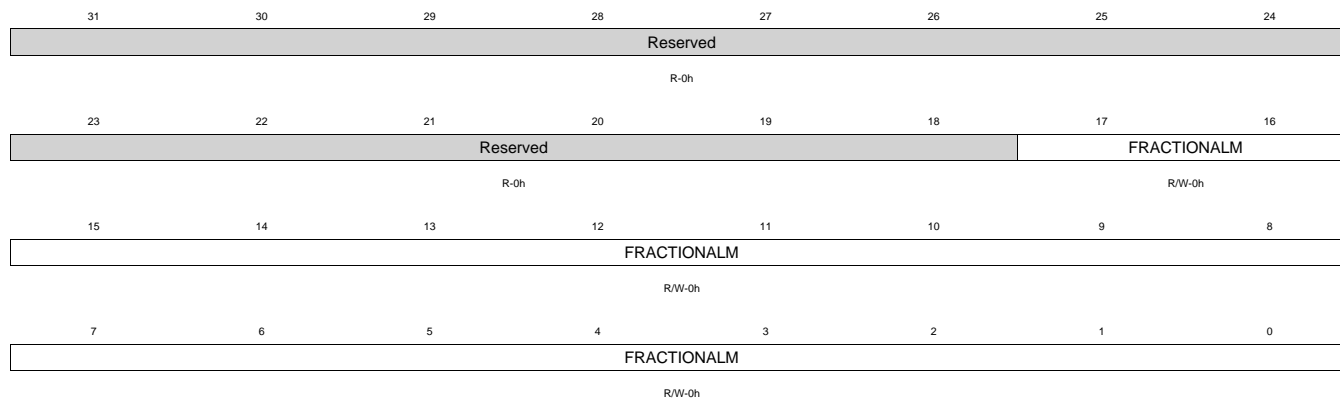 31 30 29 28 27 26 25 24
Reserved
R-0h
23 22 21 20 19 18 17 16
Reserved FRACTIONALM
R-0h R/W-0h
15 14 13 12 11 10 9 8
FRACTIONALM
R/W-0h
7 6 5 4 3 2 1 0
FRACTIONALM
R/W-0h